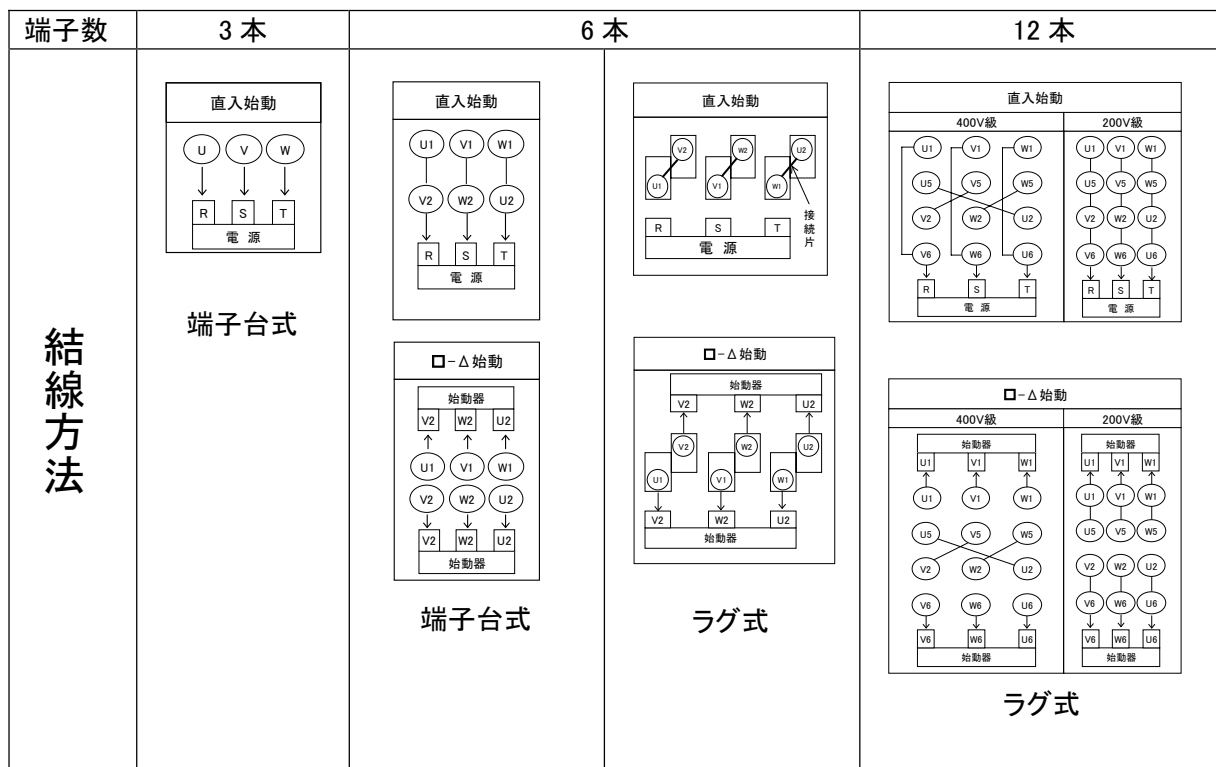 端子数 3本 6本 12本
結線方法
直入始動
U V W
R S T
電源
端子台式
直入始動
U1 V1 W1
V2 W2 U2
R S T
電源
□-Δ始動
始動器
V2 W2 U2
U1 V1 W1
V2 W2 U2
V2 W2 U2
始動器
端子台式
直入始動
V2 W2 U2
U1 V1 W1
接続片
R S T
電源
□-Δ始動
始動器
V2 W2 U2
V2 W2 U2
U1 V1 W1
V2 W2 U2
始動器
ラグ式
直入始動
400V級
U1 V1 W1
U5 V5 W5
V2 W2 U2
V6 W6 U6
R S T
電源
200V級
U1 V1 W1
U5 V5 W5
V2 W2 U2
V6 W6 U6
R S T
電源
□-Δ始動
400V級
始動器
U1 V1 W1
U1 V1 W1
U5 V5 W5
V2 W2 U2
V6 W6 U6
V6 W6 U6
始動器
200V級
始動器
U1 V1 W1
U1 V1 W1
U5 V5 W5
V2 W2 U2
V6 W6 U6
V6 W6 U6
始動器
ラグ式